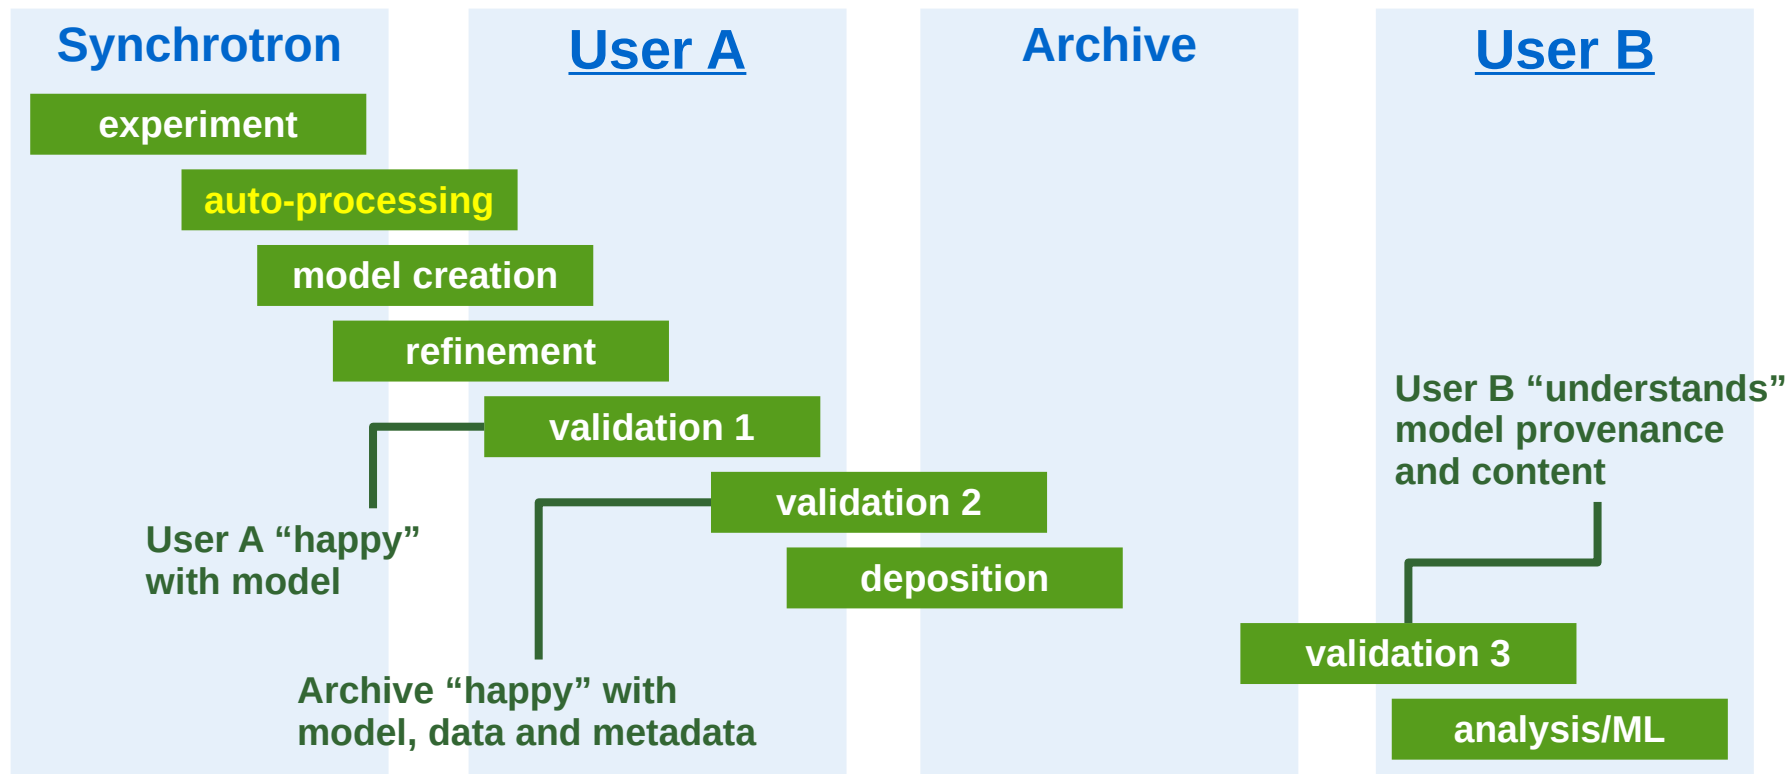 Synchrotron
User A
Archive
User B
experiment
auto-processing
model creation
refinement
validation 1
User B “understands”
model provenance
and content
validation 2
User A “happy”
with model
deposition
validation 3
Archive “happy” with
model, data and metadata
analysis/ML